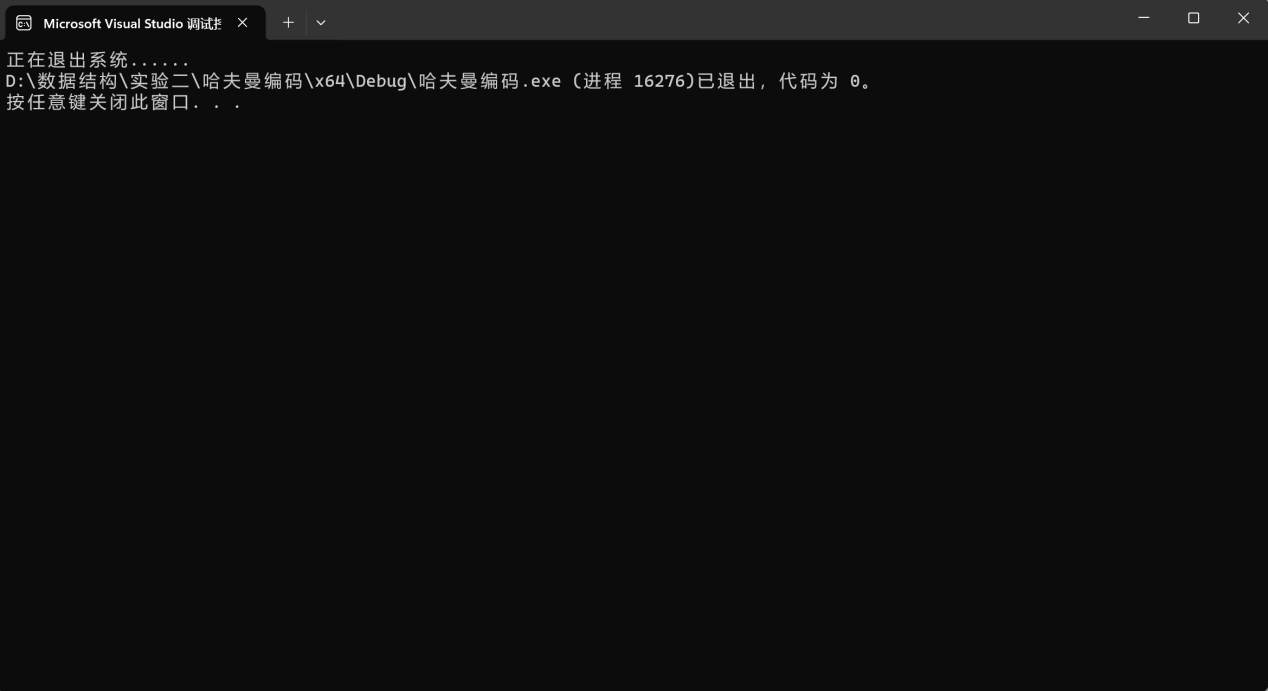 Microsoft Visual Studio 调试
正在退出系统......
D:\数据结构\实验二\哈夫曼编码\x64\Debug\哈夫曼编码.exe (进程 16276)已退出，代码为 0。
按任意键关闭此窗口. . .